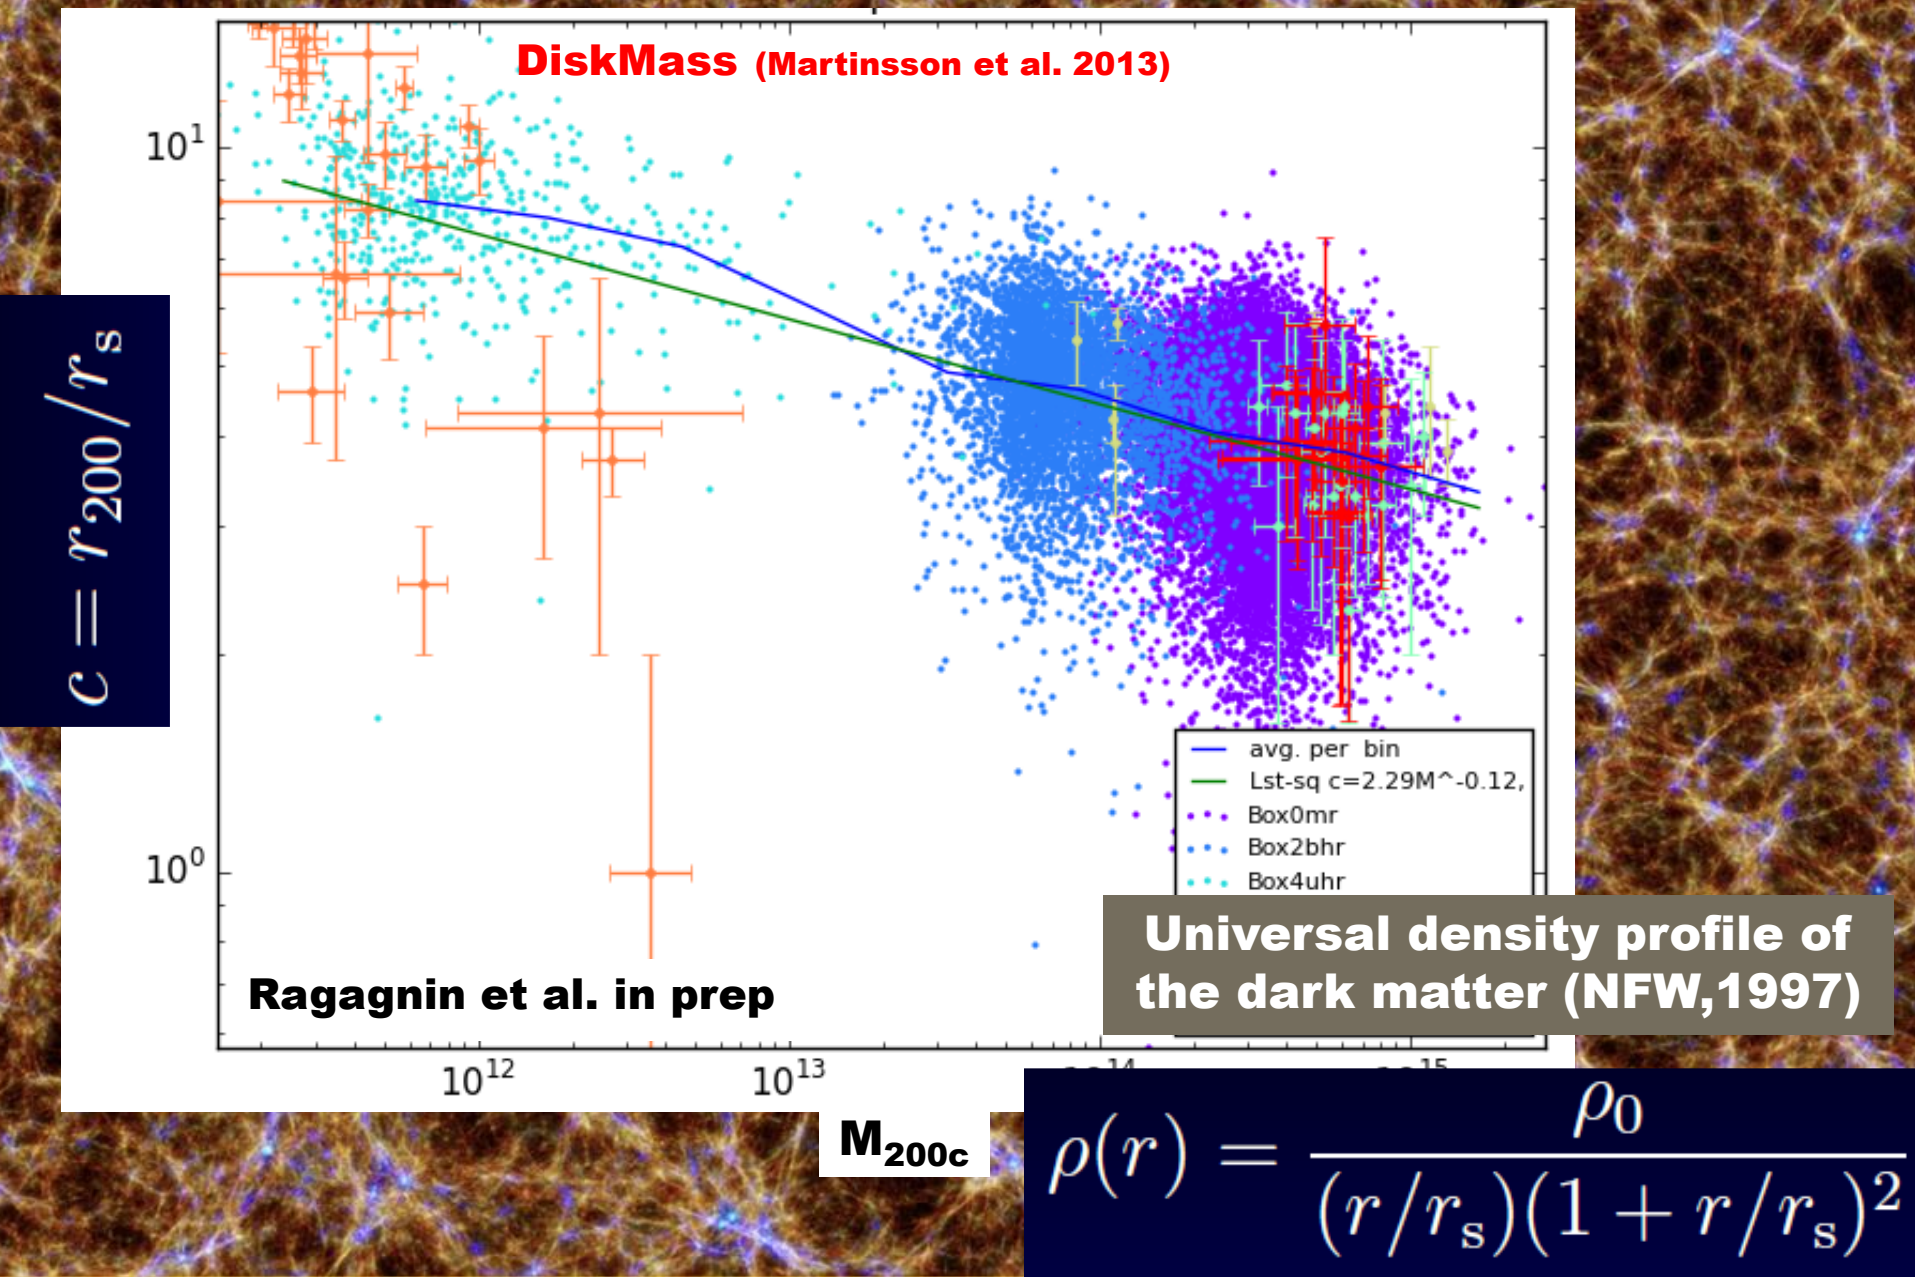 DiskMass (Martinsson et al. 2013)
10¹
c = r₂₀₀/rₛ
10⁰
avg. per bin
Lst-sq c=2.29M^-0.12,
Box0mr
Box2bhr
Box4uhr
Universal density profile of
the dark matter (NFW,1997)
Ragagnin et al. in prep
10¹² 10¹³
M₂₀₀c
ρ(r) = ρ₀ / (r/rₛ)(1 + r/rₛ)²